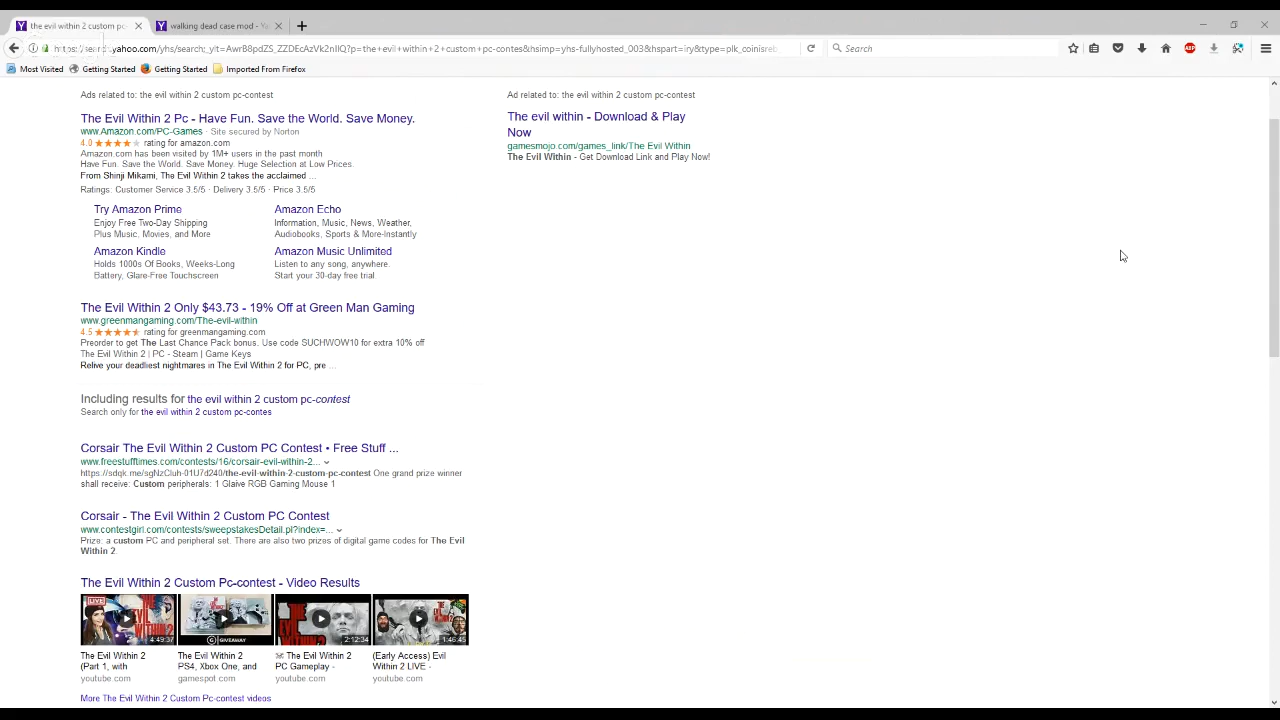 the evil within 2 custom pc-
walking dead case mod - Ya
.yahoo.com/yhs/search;_ylt=
Search
ABP
Most Visited
Getting Started
Getting Started
Imported From Firefox
Ads related to: the evil within 2 custom pc-contest
The Evil Within 2 Pc - Have Fun. Save the World. Save Money.
www.Amazon.com/PC-Games · Site secured by Norton
4.0 rating for amazon.com
Amazon.com has been visited by 1M+ users in the past month
Have Fun. Save the World. Save Money. Huge Selection at Low Prices.
From Shinji Mikami, The Evil Within 2 takes the acclaimed ...
Ratings: Customer Service 3.5/5 · Delivery 3.5/5 · Price 3.5/5
Try Amazon Prime
Enjoy Free Two-Day Shipping
Plus Music, Movies, and More
Amazon Echo
Information, Music, News, Weather,
Audiobooks, Sports & More-Instantly
Amazon Kindle
Holds 1000s Of Books, Weeks-Long
Battery, Glare-Free Touchscreen
Amazon Music Unlimited
Listen to any song, anywhere.
Start your 30-day free trial.
The Evil Within 2 Only $43.73 - 19% Off at Green Man Gaming
www.greenmangaming.com/The-evil-within
4.5 rating for greenmangaming.com
Preorder to get The Last Chance Pack bonus. Use code SUCHWOW10 for extra 10% off
The Evil Within 2 | PC - Steam | Game Keys
Relive your deadliest nightmares in The Evil Within 2 for PC, pre ...
Including results for the evil within 2 custom pc-contest
Search only for the evil within 2 custom pc-contes
Corsair The Evil Within 2 Custom PC Contest • Free Stuff ...
www.freestufftimes.com/contests/16/corsair-evil-within-2...
https://sdqk.me/sgNzCluh-01U7d240/the-evil-within-2-custom-pc-contest One grand prize winner
shall receive: Custom peripherals: 1 Glaive RGB Gaming Mouse 1
Corsair - The Evil Within 2 Custom PC Contest
www.contestgirl.com/contests/sweepstakesDetail.pl?index=...
Prize: a custom PC and peripheral set. There are also two prizes of digital game codes for The Evil
Within 2.
The Evil Within 2 Custom Pc-contest - Video Results
LIVE
4:49:37
GIVEAWAY
2:12:34
1:46:45
The Evil Within 2
(Part 1, with
youtube.com
The Evil Within 2
PS4, Xbox One, and
gamespot.com
The Evil Within 2
PC Gameplay -
youtube.com
(Early Access) Evil
Within 2 LIVE -
youtube.com
More The Evil Within 2 Custom Pc-contest videos
Ad related to: the evil within 2 custom pc-contest
The evil within - Download & Play
Now
gamesmojo.com/games_link/The Evil Within
The Evil Within - Get Download Link and Play Now!